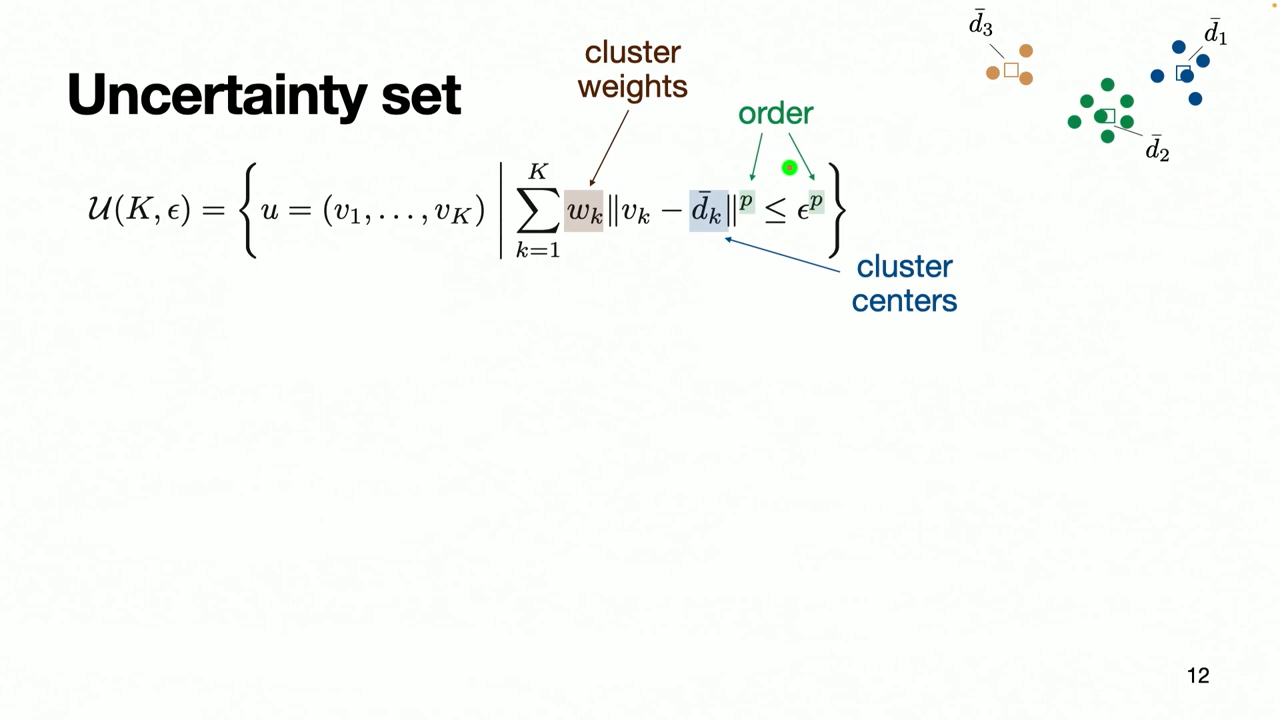 Uncertainty set
cluster
weights
order
d̄₃
d̄₁
d̄₂
𝒰(K, ϵ) = { u = (v₁, …, v_K) | ∑_{k=1}^{K} w_k ‖v_k − d̄_k‖^p ≤ ϵ^p }
cluster
centers
12